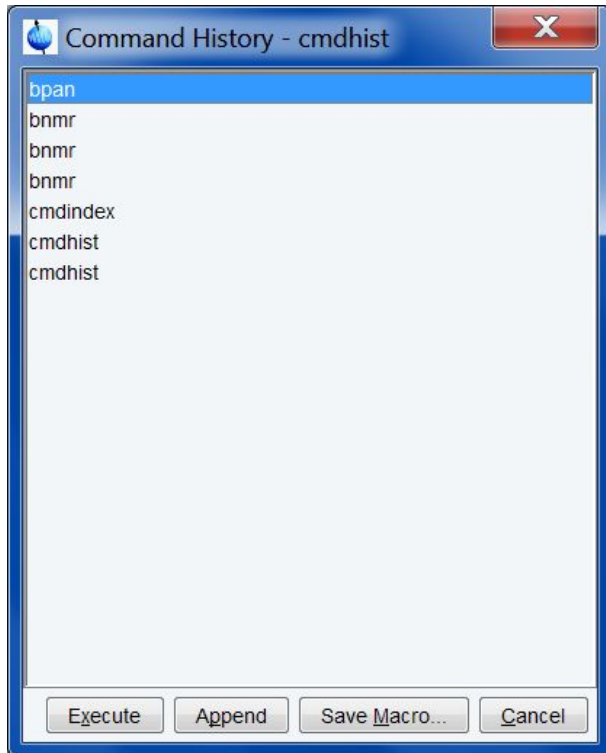 Command History - cmdhist
bpan
bnmr
bnmr
bnmr
cmdindex
cmdhist
cmdhist
Execute Append Save Macro... Cancel